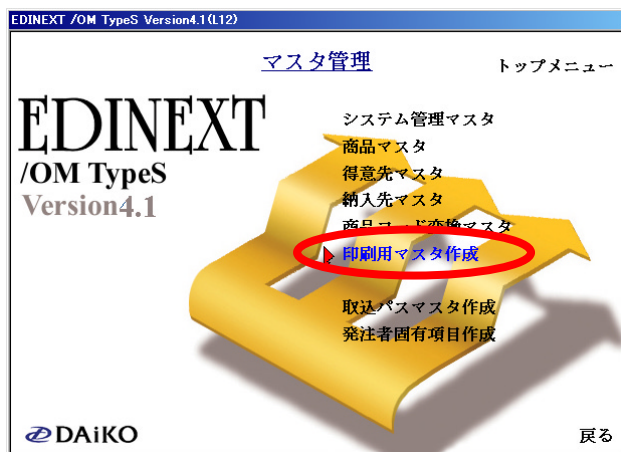 EDINEXT /OM TypeS Version4.1(L12)
マスタ管理
トップメニュー
EDINEXT
/OM TypeS
Version4.1
システム管理マスタ
商品マスタ
得意先マスタ
納入先マスタ
商品コード変換マスタ
印刷用マスタ作成
取込パスマスタ作成
発注者固有項目作成
DAiKO
戻る